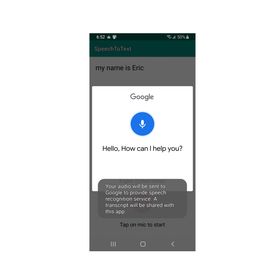 6:52
50%
SpeechToText
my name is Eric
Google
Hello, How can I help you?
Your audio will be sent to
Google to provide speech
recognition service. A
transcript will be shared with
this app
Tap on mic to start